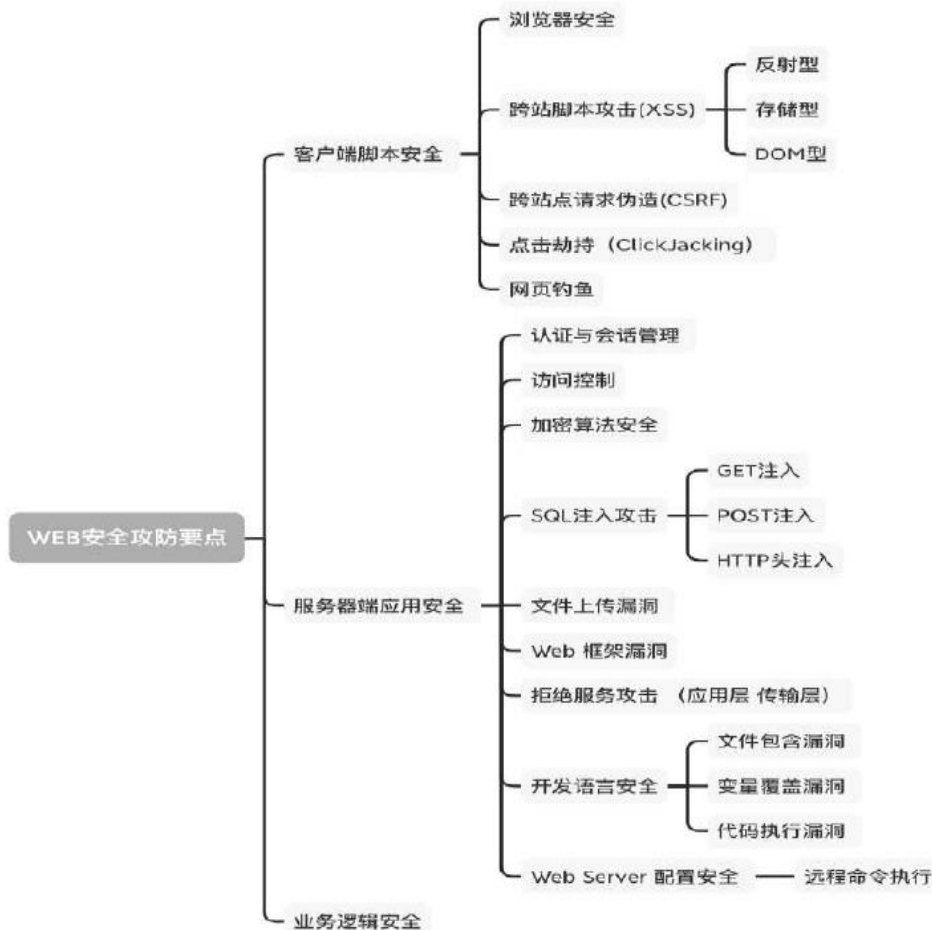 浏览器安全
反射型
跨站脚本攻击(XSS)
存储型
DOM型
客户端脚本安全
跨站点请求伪造(CSRF)
点击劫持（ClickJacking）
网页钓鱼
认证与会话管理
访问控制
加密算法安全
GET注入
SQL注入攻击
POST注入
HTTP头注入
WEB安全攻防要点
服务器端应用安全
文件上传漏洞
Web 框架漏洞
拒绝服务攻击 （应用层 传输层）
文件包含漏洞
开发语言安全
变量覆盖漏洞
代码执行漏洞
Web Server 配置安全
远程命令执行
业务逻辑安全